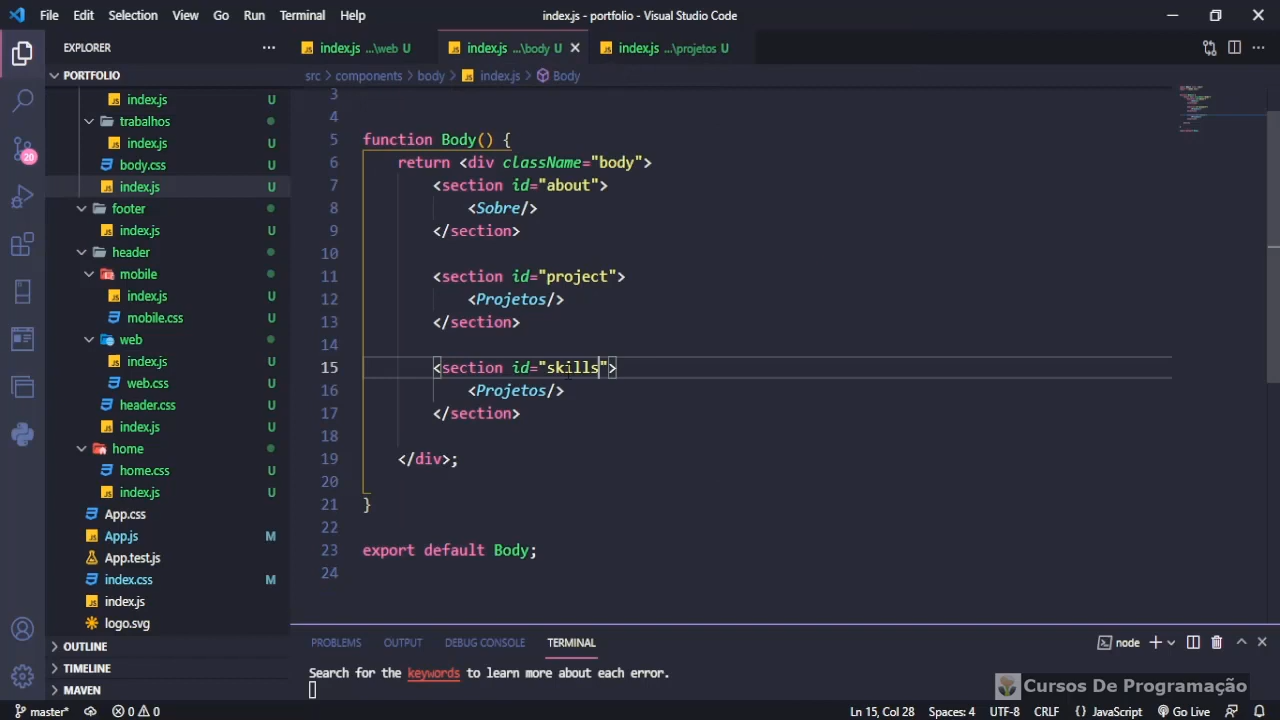 File Edit Selection View Go Run Terminal Help index.js - portfolio - Visual Studio Code
EXPLORER
index.js ...\web U
index.js ...\body U
index.js ...\projetos U
PORTFOLIO
src > components > body > index.js > Body
index.js U
trabalhos
index.js U
body.css U
index.js U
footer
index.js U
header
mobile
index.js U
mobile.css U
web
index.js U
web.css U
header.css U
index.js U
home
home.css U
index.js U
App.css
App.js M
App.test.js
index.css M
index.js
logo.svg
OUTLINE
TIMELINE
MAVEN
20
3
4
5 function Body() {
6 return <div className="body">
7 <section id="about">
8 <Sobre/>
9 </section>
10
11 <section id="project">
12 <Projetos/>
13 </section>
14
15 <section id="skills">
16 <Projetos/>
17 </section>
18
19 </div>;
20
21 }
22
23 export default Body;
24
PROBLEMS OUTPUT DEBUG CONSOLE TERMINAL
node
Search for the keywords to learn more about each error.
Cursos De Programação
master* 0 0 Ln 15, Col 28 Spaces: 4 UTF-8 CRLF JavaScript Go Live